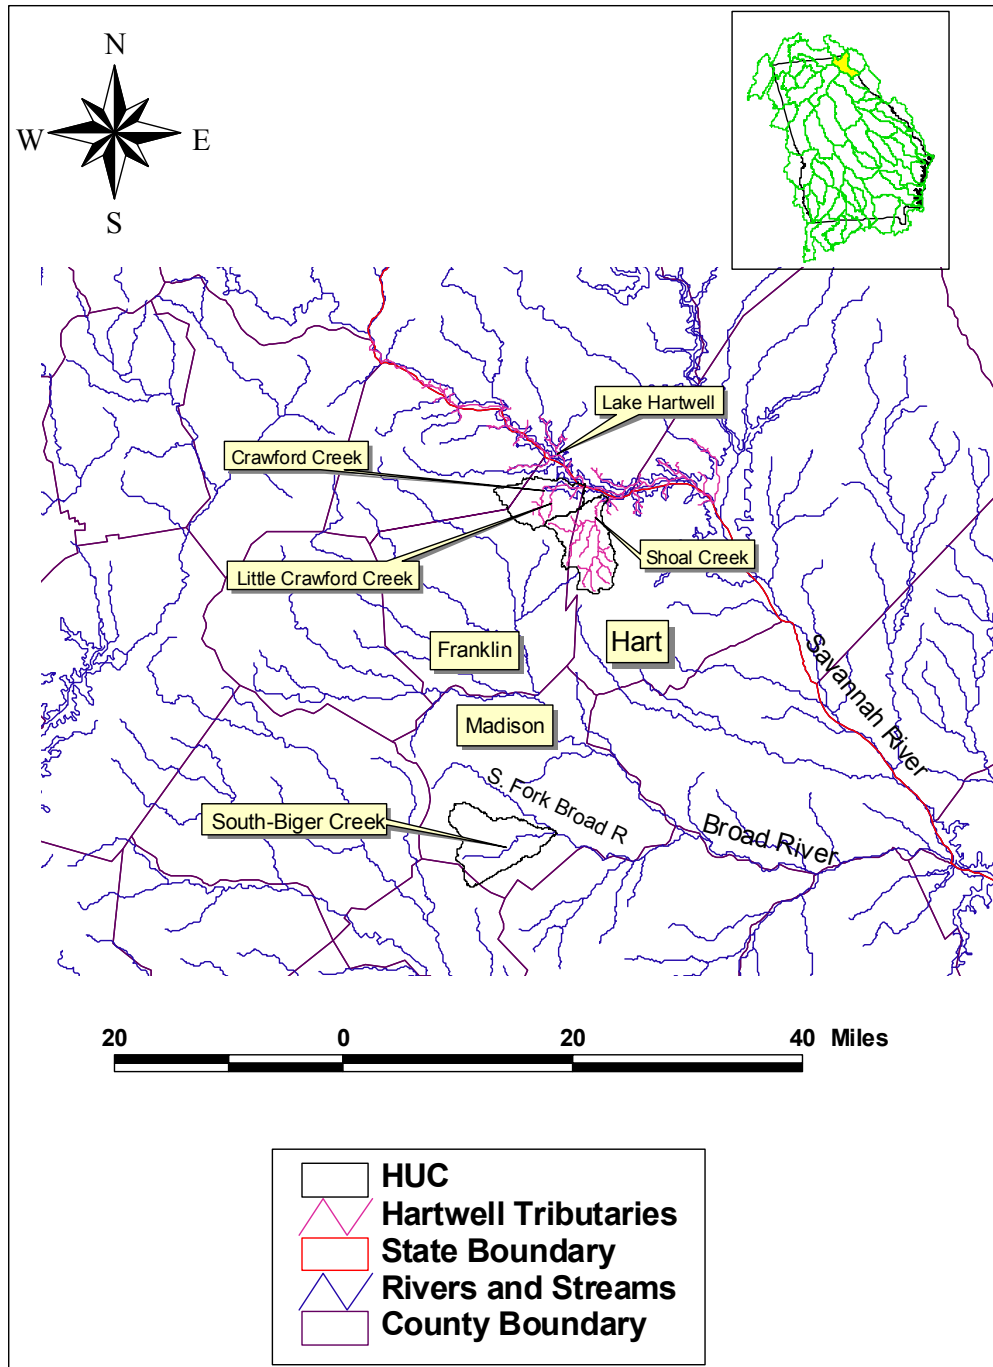 N
W E
S
Lake Hartwell
Crawford Creek
Shoal Creek
Little Crawford Creek
Hart
Franklin
Savannah River
Madison
S. Fork Broad R
South-Biger Creek
Broad River
20 0 20 40 Miles
HUC
Hartwell Tributaries
State Boundary
Rivers and Streams
County Boundary